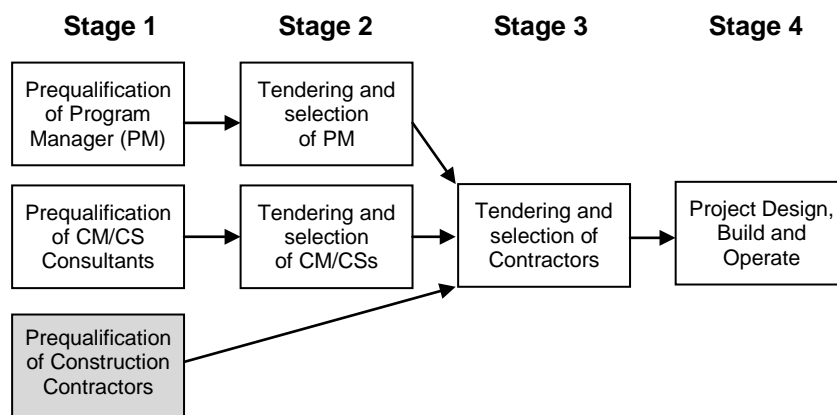 Stage 1
Stage 2
Stage 3
Stage 4
Prequalification
of Program
Manager (PM)
Tendering and
selection
of PM
Prequalification
of CM/CS
Consultants
Tendering and
selection
of CM/CSs
Tendering and
selection of
Contractors
Project Design,
Build and
Operate
Prequalification
of Construction
Contractors